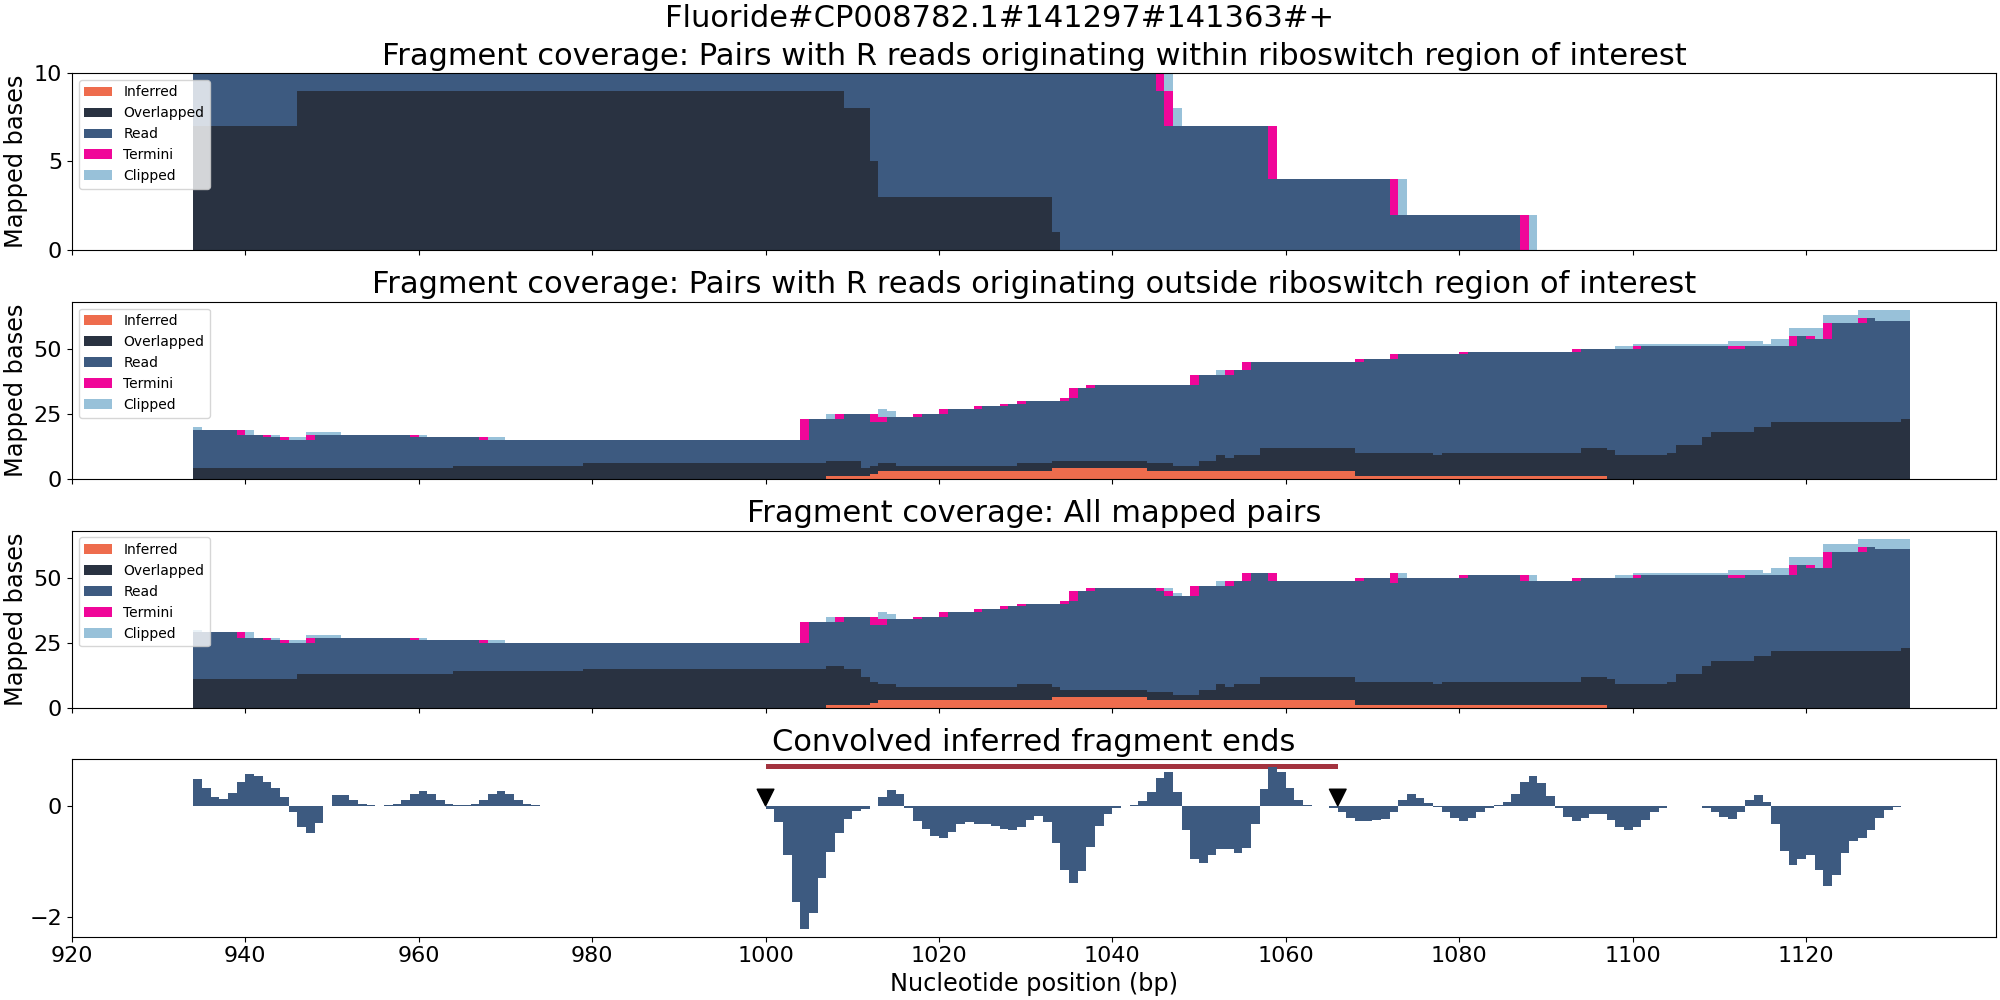 Fluoride#CP008782.1#141297#141363#+
Fragment coverage: Pairs with R reads originating within riboswitch region of interest
Mapped bases
10
5
0
Inferred
Overlapped
Read
Termini
Clipped
Fragment coverage: Pairs with R reads originating outside riboswitch region of interest
Mapped bases
50
25
0
Inferred
Overlapped
Read
Termini
Clipped
Fragment coverage: All mapped pairs
Mapped bases
50
25
0
Inferred
Overlapped
Read
Termini
Clipped
Convolved inferred fragment ends
0
−2
920 940 960 980 1000 1020 1040 1060 1080 1100 1120
Nucleotide position (bp)